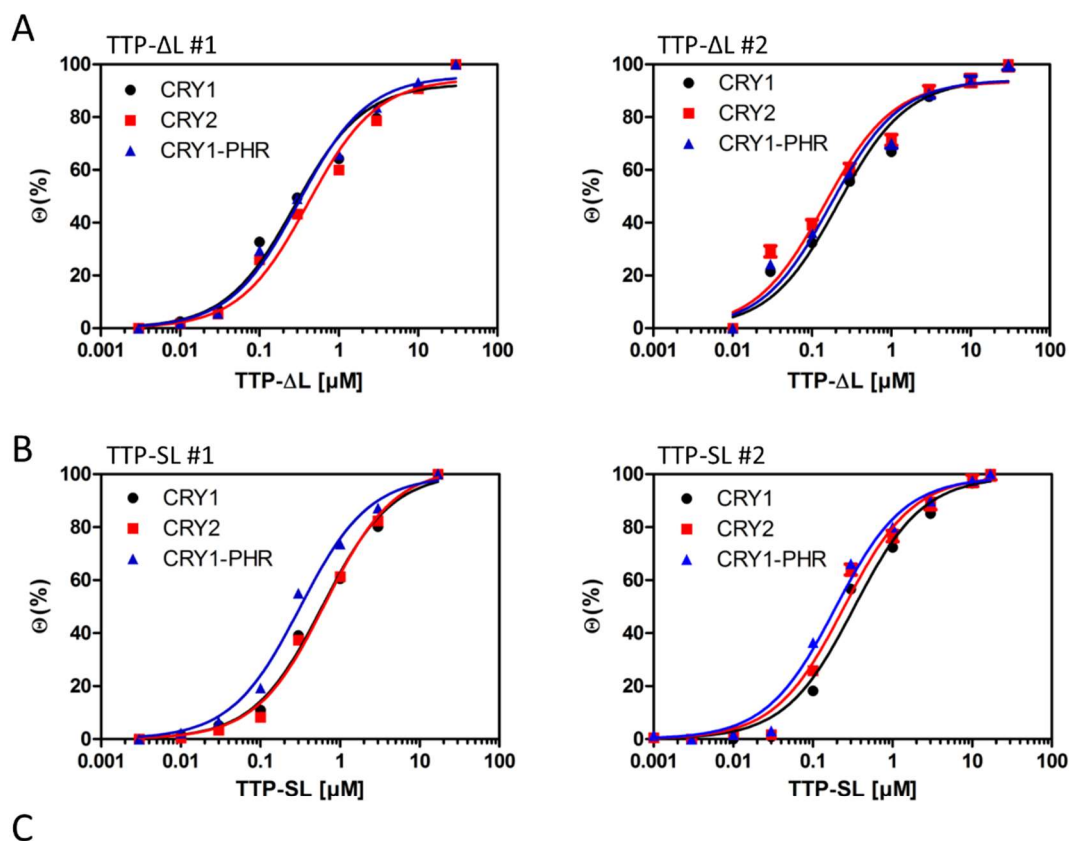 A
TTP-ΔL #1
TTP-ΔL #2
100
80
60
40
20
0
Θ(%)
CRY1
CRY2
CRY1-PHR
0.001 0.01 0.1 1 10 100
TTP-ΔL [µM]
100
80
60
40
20
0
Θ(%)
CRY1
CRY2
CRY1-PHR
0.001 0.01 0.1 1 10 100
TTP-ΔL [µM]
B
TTP-SL #1
TTP-SL #2
100
80
60
40
20
0
Θ(%)
CRY1
CRY2
CRY1-PHR
0.001 0.01 0.1 1 10 100
TTP-SL [µM]
100
80
60
40
20
0
Θ(%)
CRY1
CRY2
CRY1-PHR
0.001 0.01 0.1 1 10 100
TTP-SL [µM]
C